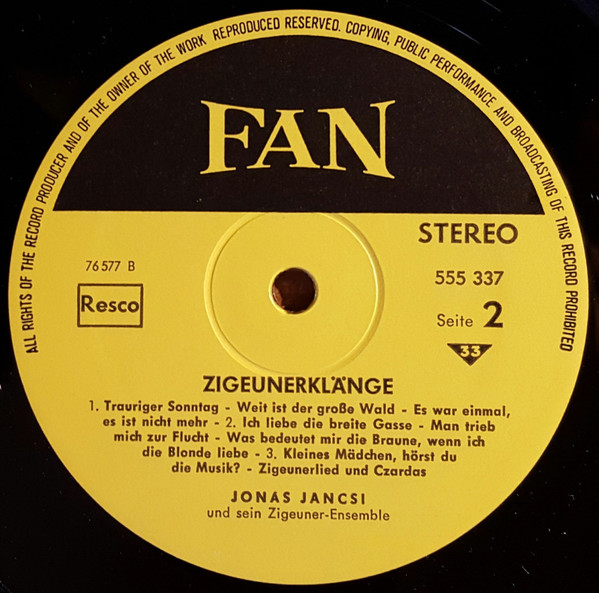 ALL RIGHTS OF THE RECORD PRODUCER AND OF THE OWNER OF THE WORK REPRODUCED RESERVED. COPYING, PUBLIC PERFORMANCE AND BROADCASTING OF THIS RECORD PROHIBITED
FAN
STEREO
76 577 B
555 337
Resco
Seite 2
33
ZIGEUNERKLÄNGE
1. Trauriger Sonntag - Weit ist der große Wald - Es war einmal,
es ist nicht mehr - 2. Ich liebe die breite Gasse - Man trieb
mich zur Flucht - Was bedeutet mir die Braune, wenn ich
die Blonde liebe - 3. Kleines Mädchen, hörst du
die Musik? - Zigeunerlied und Czardas
JONÁS JANCSI
und sein Zigeuner-Ensemble